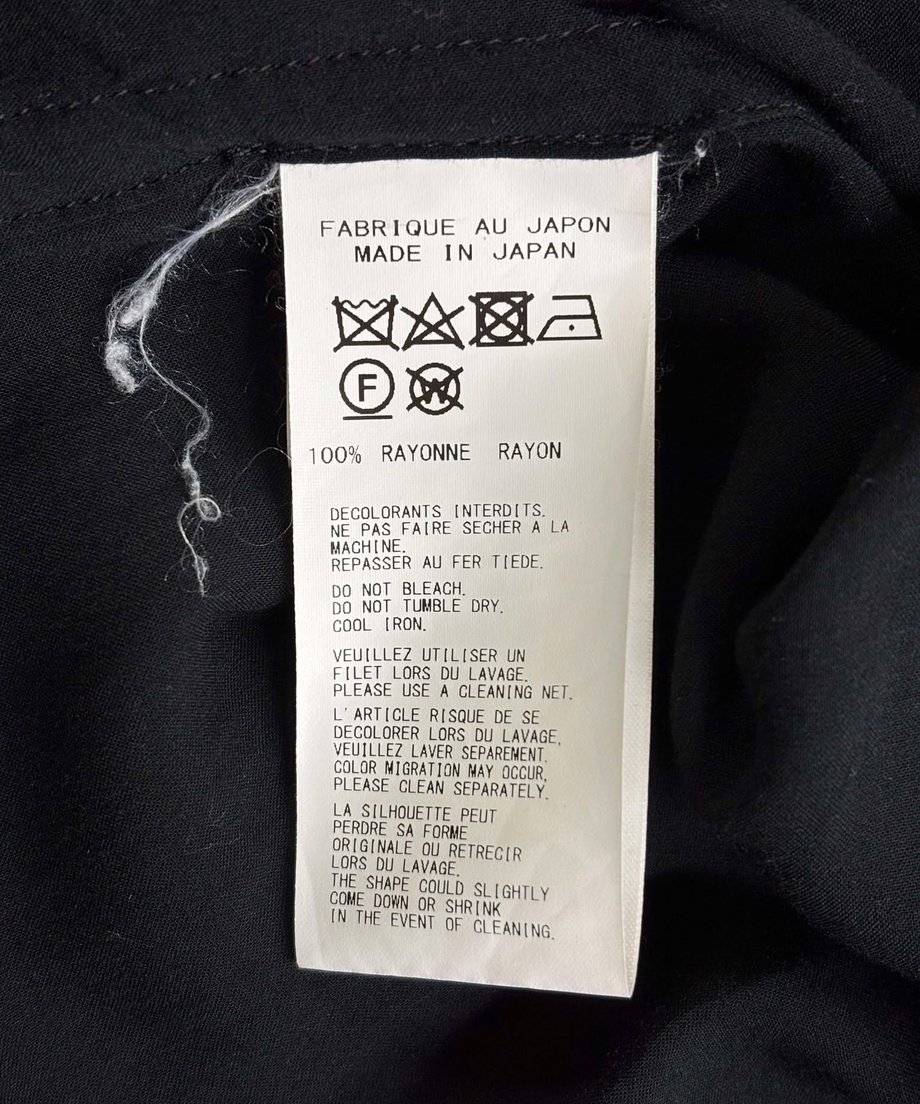 FABRIQUE AU JAPON
MADE IN JAPAN
F W
100% RAYONNE RAYON
DECOLORANTS INTERDITS.
NE PAS FAIRE SECHER A LA
MACHINE.
REPASSER AU FER TIEDE.
DO NOT BLEACH.
DO NOT TUMBLE DRY.
COOL IRON.
VEUILLEZ UTILISER UN
FILET LORS DU LAVAGE.
PLEASE USE A CLEANING NET.
L'ARTICLE RISQUE DE SE
DECOLORER LORS DU LAVAGE,
VEUILLEZ LAVER SEPAREMENT.
COLOR MIGRATION MAY OCCUR,
PLEASE CLEAN SEPARATELY.
LA SILHOUETTE PEUT
PERDRE SA FORME
ORIGINALE OU RETRECIR
LORS DU LAVAGE.
THE SHAPE COULD SLIGHTLY
COME DOWN OR SHRINK
IN THE EVENT OF CLEANING.